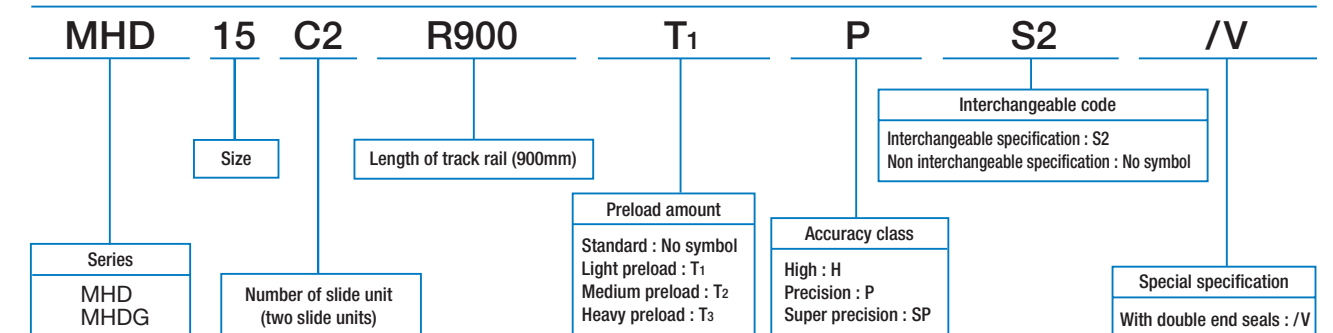 MHD 15 C2 R900 T1 P S2 /V
Interchangeable code
Interchangeable specification : S2
Non interchangeable specification : No symbol
Size
Length of track rail (900mm)
Preload amount
Standard : No symbol
Light preload : T1
Medium preload : T2
Heavy preload : T3
Accuracy class
High : H
Precision : P
Super precision : SP
Series
MHD
MHDG
Number of slide unit
(two slide units)
Special specification
With double end seals : /V